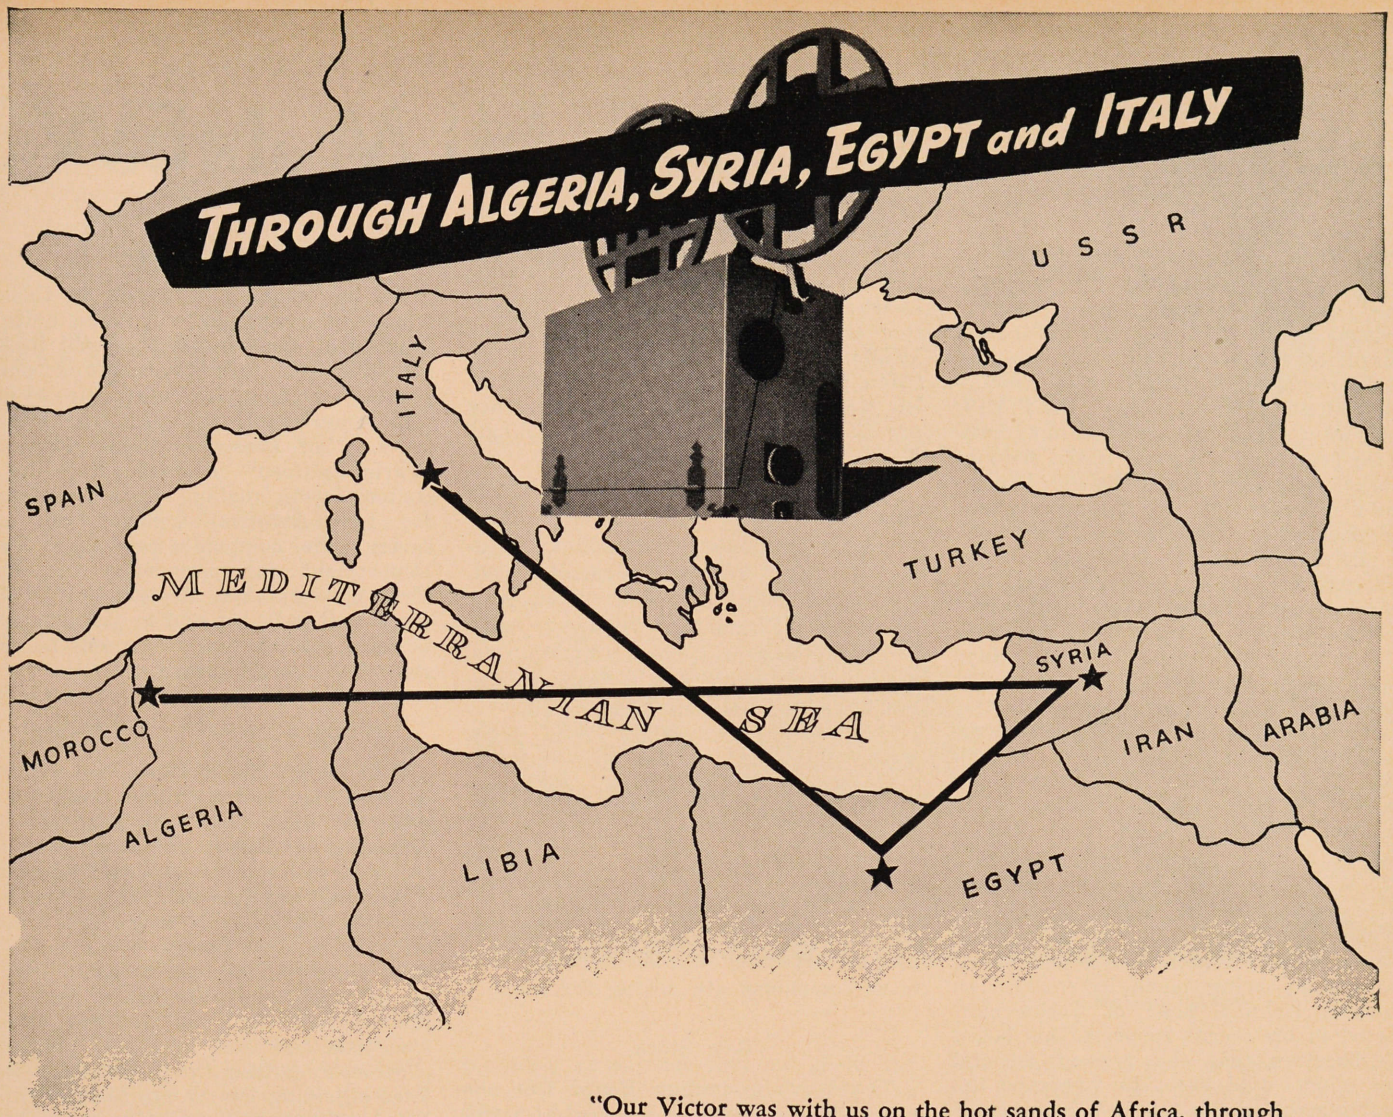 THROUGH ALGERIA, SYRIA, EGYPT and ITALY
USSR
ITALY
SPAIN
TURKEY
MEDITERRANIAN SEA
SYRIA
MOROCCO
IRAN
ARABIA
ALGERIA
LIBIA
EGYPT
"Our Victor was with us on the hot sands of Africa, through